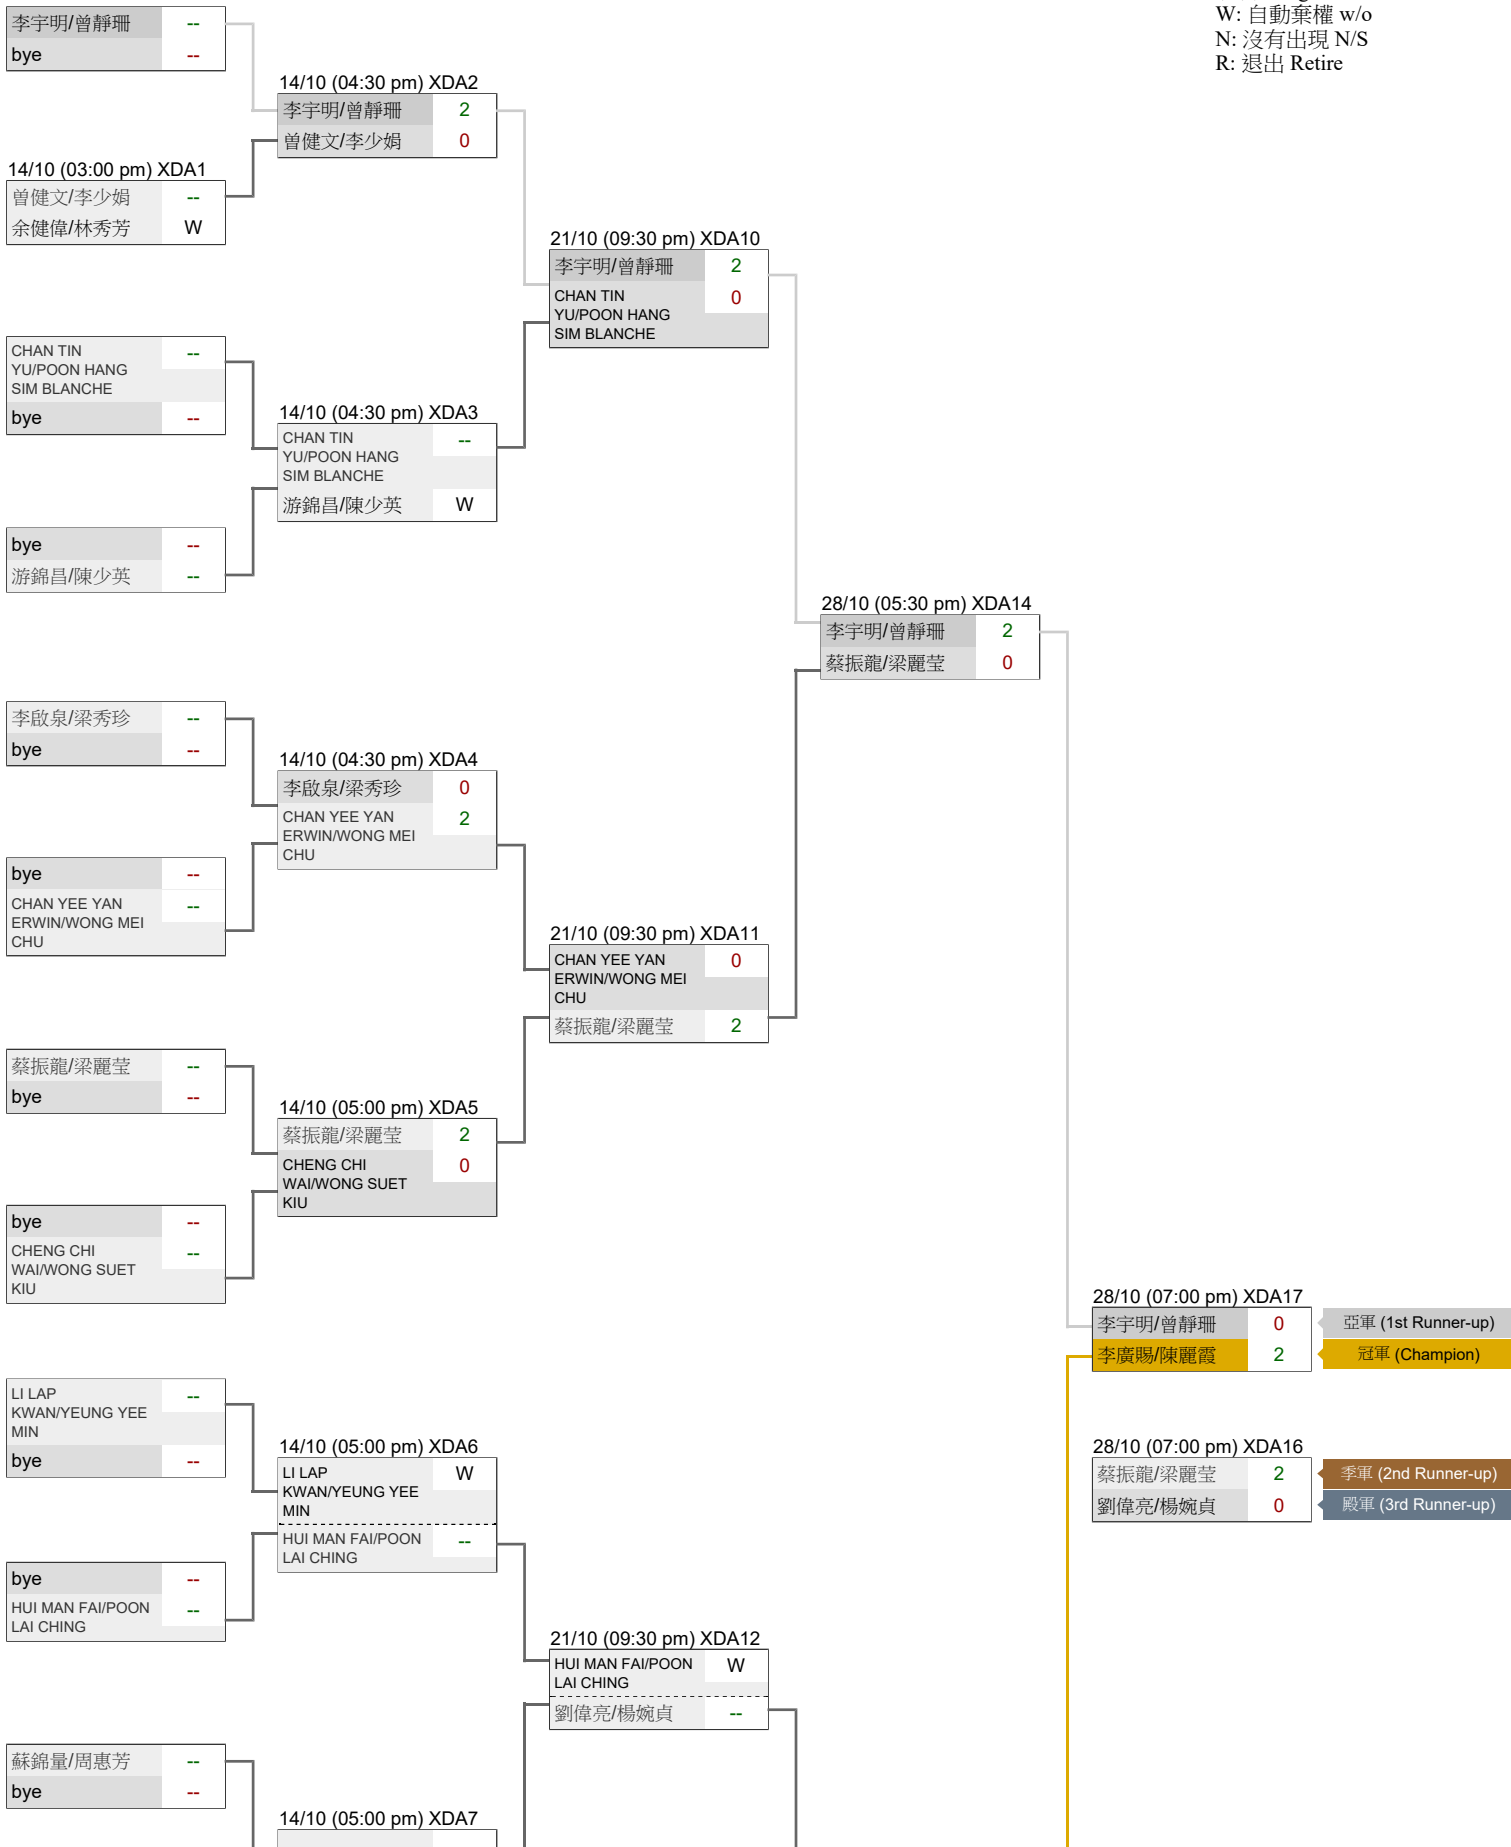 W: 自動棄權 w/o
N: 沒有出現 N/S
R: 退出 Retire
李宇明/曾靜珊 --
bye --
14/10 (04:30 pm) XDA2
李宇明/曾靜珊 2
曾健文/李少娟 0
14/10 (03:00 pm) XDA1
曾健文/李少娟 --
余健偉/林秀芳 W
21/10 (09:30 pm) XDA10
李宇明/曾靜珊 2
CHAN TIN 0
YU/POON HANG
SIM BLANCHE
CHAN TIN --
YU/POON HANG
SIM BLANCHE
bye --
14/10 (04:30 pm) XDA3
CHAN TIN --
YU/POON HANG
SIM BLANCHE
游錦昌/陳少英 W
bye --
游錦昌/陳少英 --
28/10 (05:30 pm) XDA14
李宇明/曾靜珊 2
蔡振龍/梁麗莹 0
李啟泉/梁秀珍 --
bye --
14/10 (04:30 pm) XDA4
李啟泉/梁秀珍 0
CHAN YEE YAN 2
ERWIN/WONG MEI
CHU
bye --
CHAN YEE YAN --
ERWIN/WONG MEI
CHU
21/10 (09:30 pm) XDA11
CHAN YEE YAN 0
ERWIN/WONG MEI
CHU
蔡振龍/梁麗莹 2
蔡振龍/梁麗莹 --
bye --
14/10 (05:00 pm) XDA5
蔡振龍/梁麗莹 2
CHENG CHI 0
WAI/WONG SUET
KIU
bye --
CHENG CHI --
WAI/WONG SUET
KIU
28/10 (07:00 pm) XDA17
李宇明/曾靜珊 0 亞軍 (1st Runner-up)
李廣賜/陳麗霞 2 冠軍 (Champion)
LI LAP --
KWAN/YEUNG YEE
MIN
bye --
14/10 (05:00 pm) XDA6
LI LAP W
KWAN/YEUNG YEE
MIN
HUI MAN FAI/POON --
LAI CHING
28/10 (07:00 pm) XDA16
蔡振龍/梁麗莹 2 季軍 (2nd Runner-up)
劉偉亮/楊婉貞 0 殿軍 (3rd Runner-up)
bye --
HUI MAN FAI/POON --
LAI CHING
21/10 (09:30 pm) XDA12
HUI MAN FAI/POON W
LAI CHING
劉偉亮/楊婉貞 --
蘇錦量/周惠芳 --
bye --
14/10 (05:00 pm) XDA7